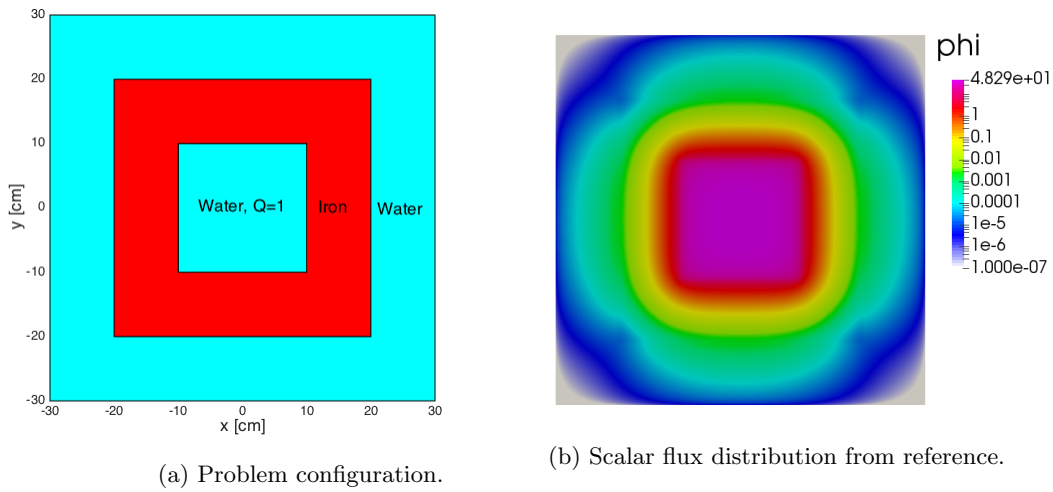 30
20
10
0
-10
-20
-30
y [cm]
Water, Q=1
Iron
Water
-30
-20
-10
0
10
20
30
x [cm]
(a) Problem configuration.
phi
4.829e+01
1
0.1
0.01
0.001
0.0001
1e-5
1e-6
1.000e-07
(b) Scalar flux distribution from reference.